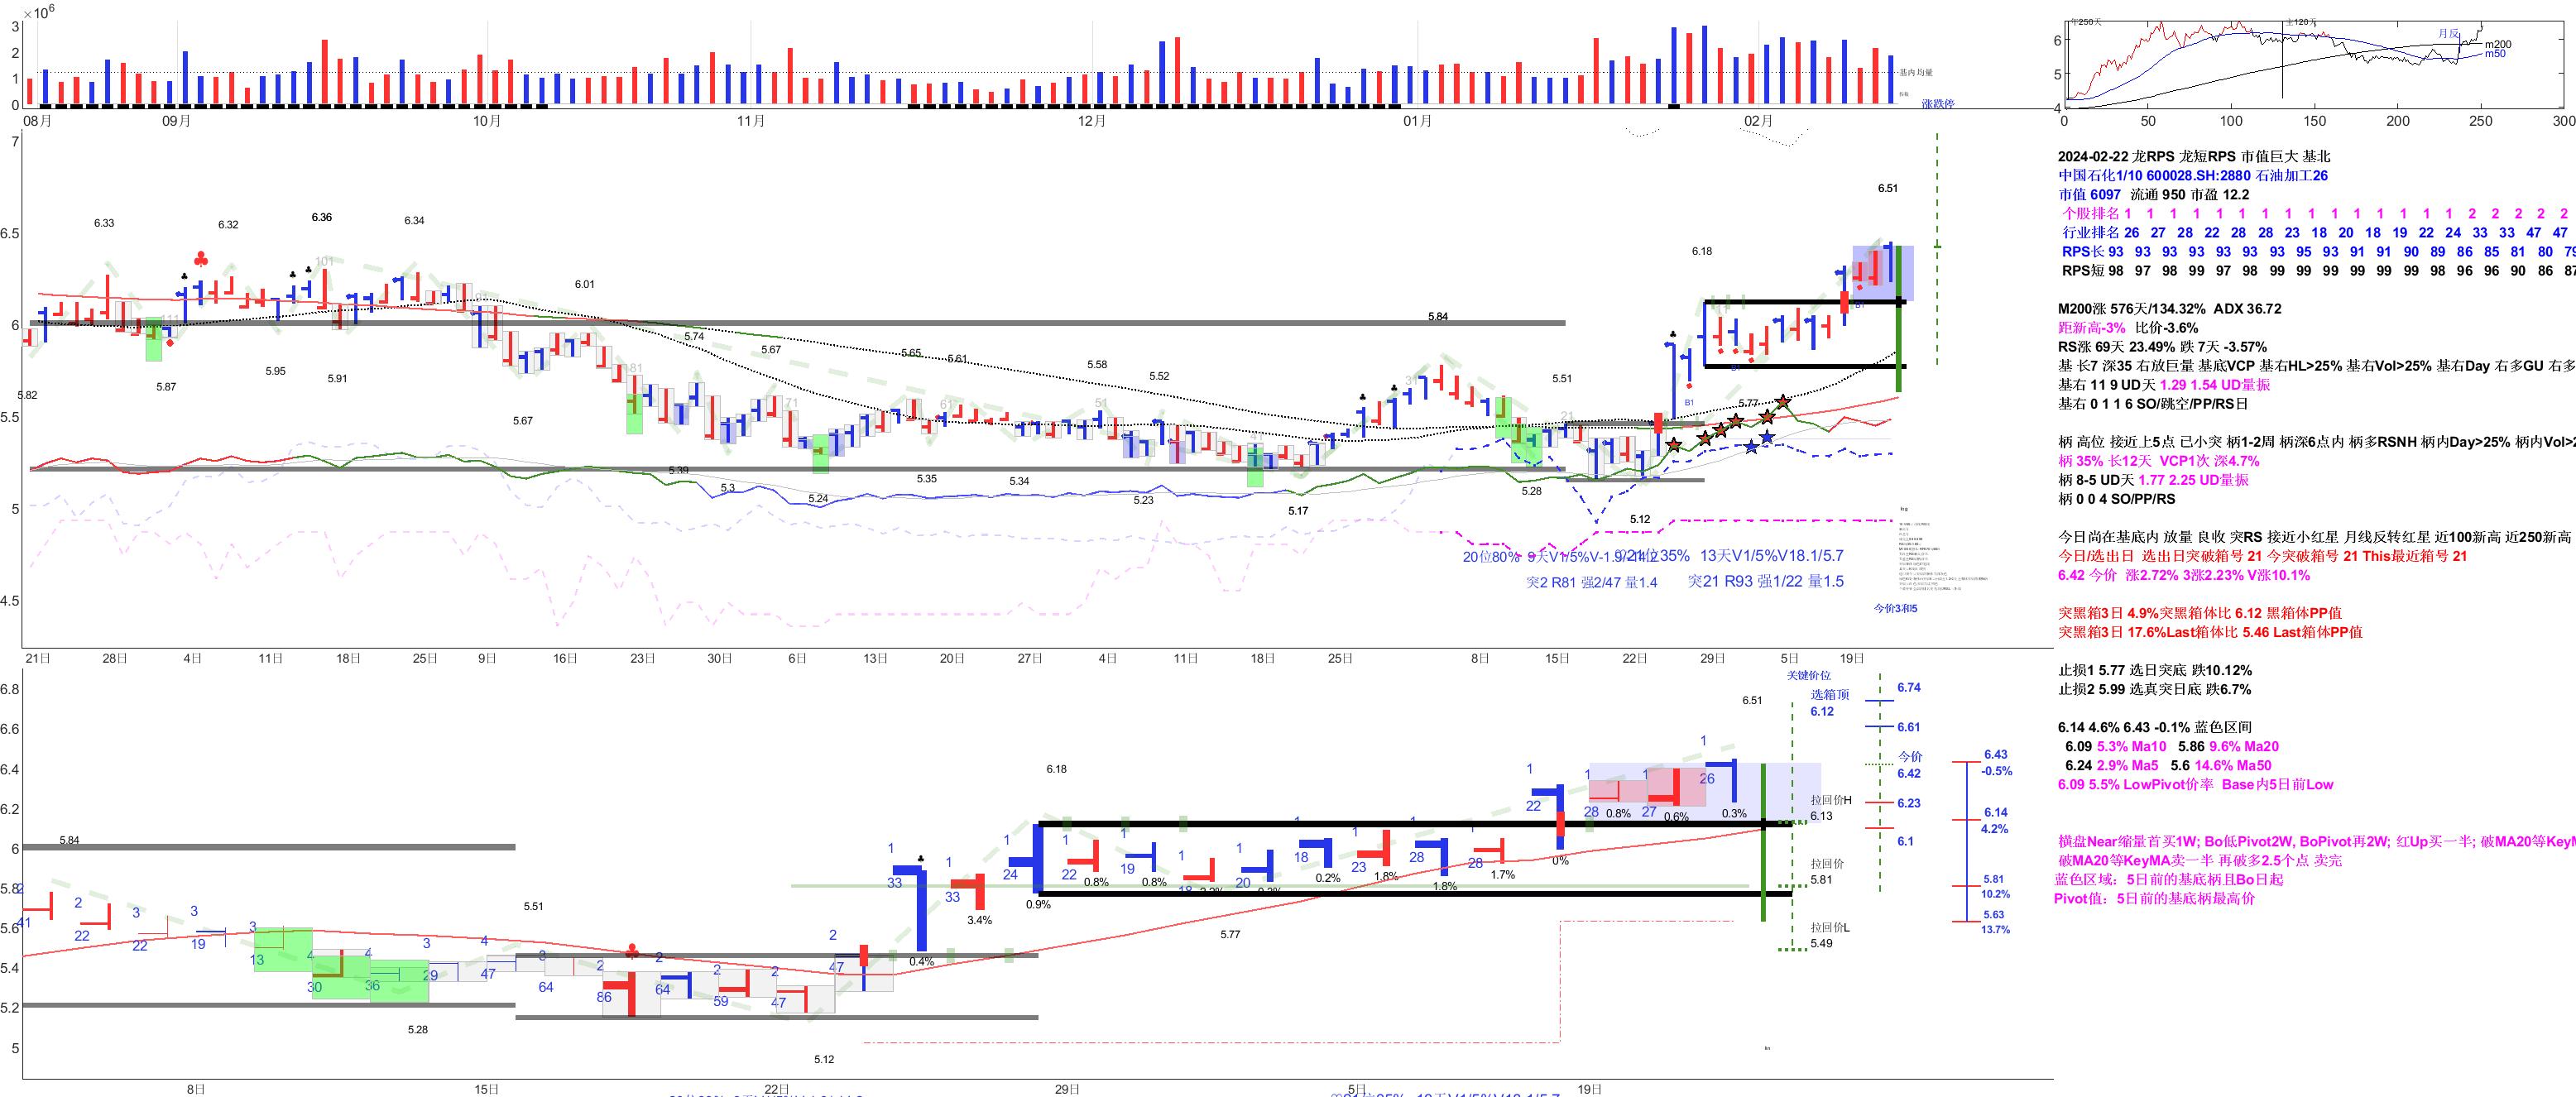 ×10⁶
3
2
1
0
基内均量
涨跌停
08月 09月 10月 11月 12月 01月 02月
年250天 主120天
月反
m200
m50
6
5
4
0 50 100 150 200 250 300
7
6.5
6
5.5
5
4.5
6.33 6.32 6.36 6.34 6.01 5.84 6.18 6.51
5.82 5.87 5.95 5.91 5.67 5.74 5.67 5.65 5.61 5.58 5.52 5.51
5.39 5.3 5.24 5.35 5.34 5.23 5.17 5.28 5.12 5.77
B1
20位80%
13天V1/5%V18.1/5.7
突2 R81 强2/47 量1.4 突21 R93 强1/22 量1.5
今价3和5
21日 28日 4日 11日 18日 25日 9日 16日 23日 30日 6日 13日 20日 27日 4日 11日 18日 25日 8日 15日 22日 29日 5日 19日
2024-02-22 龙RPS 龙短RPS 市值巨大 基北
中国石化1/10 600028.SH:2880 石油加工26
市值 6097 流通 950 市盈 12.2
个股排名 1 1 1 1 1 1 1 1 1 1 1 1 1 1 1 2 2 2 2 2
行业排名 26 27 28 22 28 28 23 18 20 18 19 22 24 33 33 47 47
RPS长 93 93 93 93 93 93 95 93 91 91 90 89 86 85 81 80 79
RPS短 98 97 98 99 97 98 99 99 99 99 99 98 96 96 90 86 87
M200涨 576天/134.32% ADX 36.72
距新高-3% 比价-3.6%
RS涨 69天 23.49% 跌 7天 -3.57%
基 长7 深35 右放巨量 基底VCP 基右HL>25% 基右Vol>25% 基右Day 右多GU 右多
基右 11 9 UD天 1.29 1.54 UD量振
基右 0 1 1 6 SO/跳空/PP/RS日
柄 高位 接近上5点 已小突 柄1-2周 柄深6点内 柄多RSNH 柄内Day>25% 柄内Vol>2
柄 35% 长12天 VCP1次 深4.7%
柄 8-5 UD天 1.77 2.25 UD量振
柄 0 0 4 SO/PP/RS
今日尚在基底内 放量 良收 突RS 接近小红星 月线反转红星 近100新高 近250新高
今日/选出日 选出日突破箱号 21 今突破箱号 21 This最近箱号 21
6.42 今价 涨2.72% 3涨2.23% V涨10.1%
突黑箱3日 4.9%突黑箱体比 6.12 黑箱体PP值
突黑箱3日 17.6%Last箱体比 5.46 Last箱体PP值
止损1 5.77 选日突底 跌10.12%
止损2 5.99 选真突日底 跌6.7%
6.14 4.6% 6.43 -0.1% 蓝色区间
6.09 5.3% Ma10 5.86 9.6% Ma20
6.24 2.9% Ma5 5.6 14.6% Ma50
6.09 5.5% LowPivot价率 Base内5日前Low
横盘Near缩量首买1W; Bo低Pivot2W, BoPivot再2W; 红Up买一半; 破MA20等KeyM
破MA20等KeyMA卖一半 再破多2.5个点 卖完
蓝色区域：5日前的基底柄且Bo日起
Pivot值：5日前的基底柄最高价
6.8
6.6
6.4
6.2
6
5.8
5.6
5.4
5.2
5
5.84 5.51 5.28 5.12 6.18 5.77 6.51
41 22 22 19 13 30 36 29 47 64 86 64 59 47 47 33 33 24 22 19 18 20 18 23 28 28 22 28 27 26
0.4% 3.4% 0.9% 0.8% 0.8% 0.2% 1.8% 1.8% 1.7% 0% 0.8% 0.6% 0.3%
关键价位
选箱顶
6.12
6.74
6.61
今价
6.42
拉回价H
6.13
6.23
6.1
拉回价
5.81
拉回价L
5.49
6.43
-0.5%
6.14
4.2%
5.81
10.2%
5.63
13.7%
8日 15日 22日 29日 5日 19日